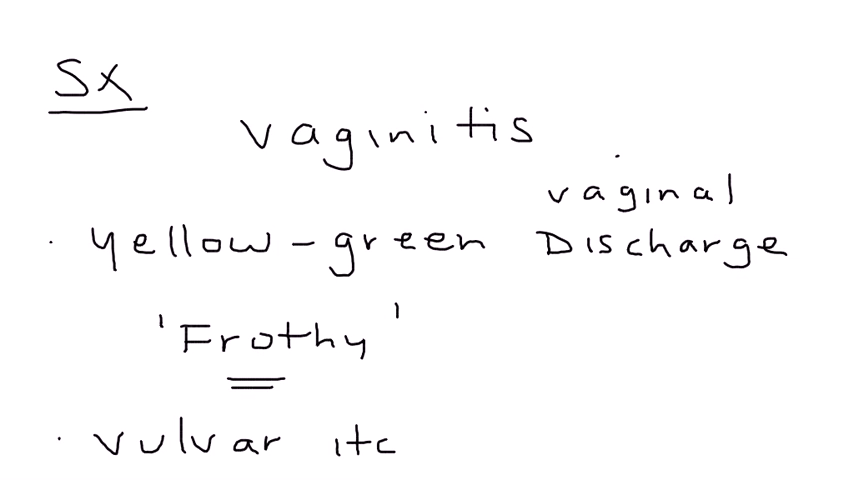 Sx
vaginitis
vaginal
. yellow - green Discharge
'Frothy'
. vulvar itc